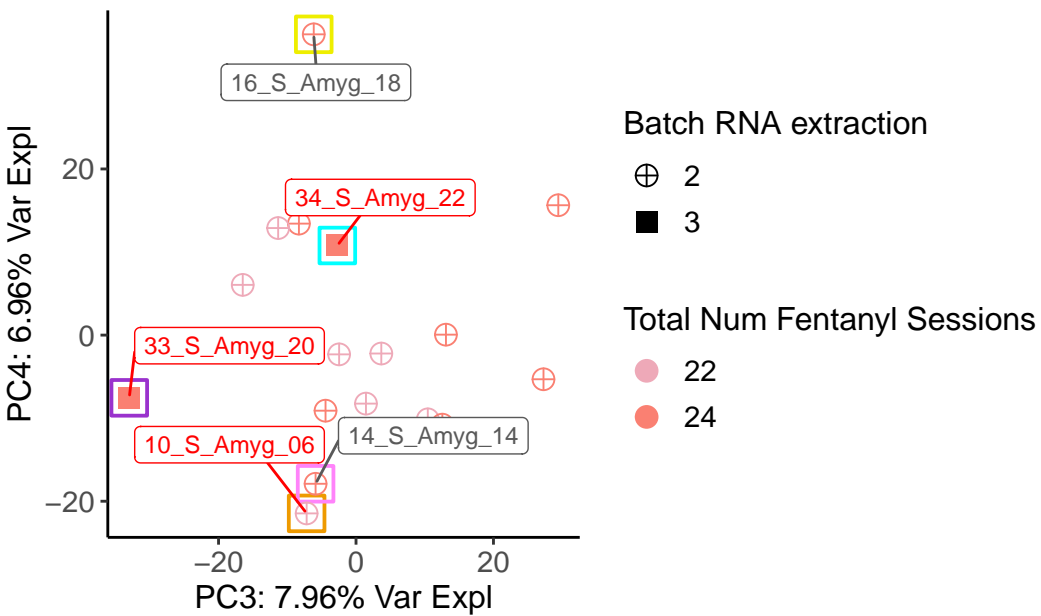 16_S_Amyg_18
34_S_Amyg_22
33_S_Amyg_20
10_S_Amyg_06
14_S_Amyg_14
20
0
−20
−20
0
20
PC4: 6.96% Var Expl
PC3: 7.96% Var Expl
Batch RNA extraction
2
3
Total Num Fentanyl Sessions
22
24